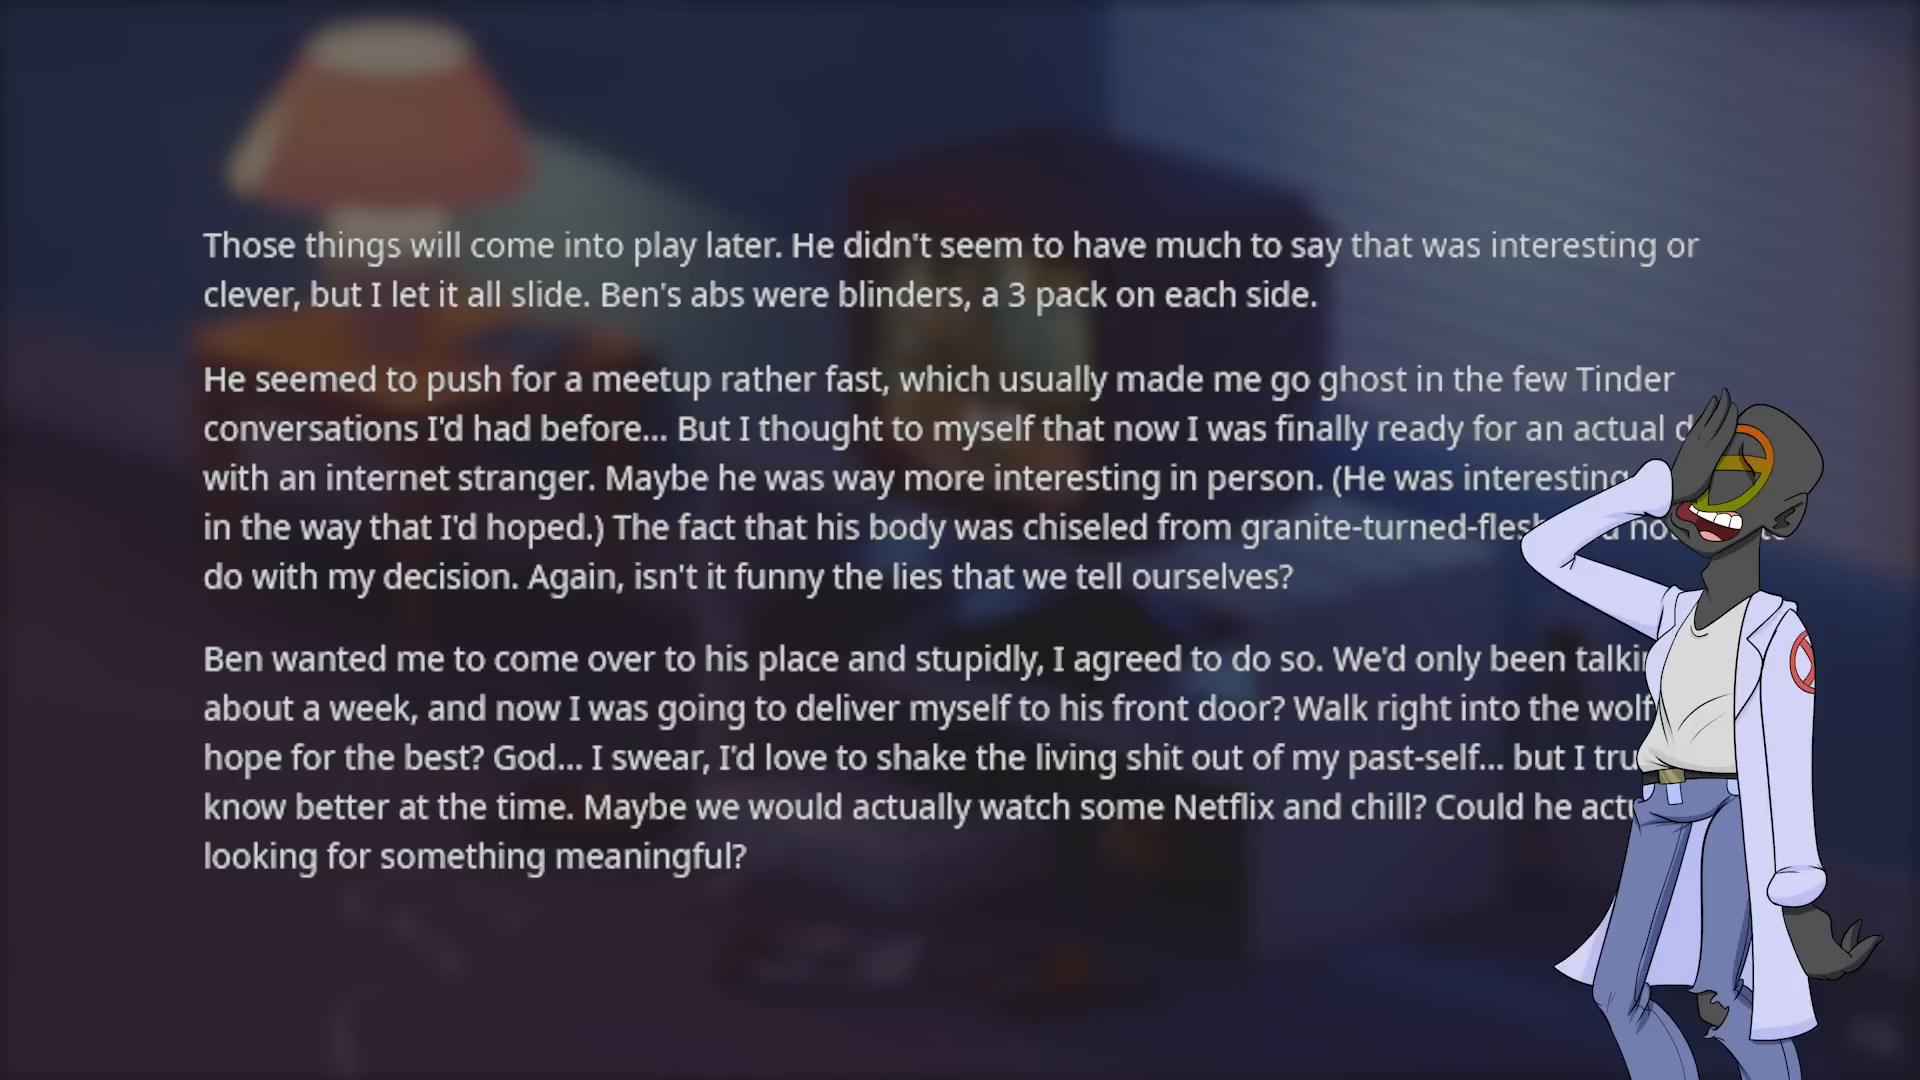 Those things will come into play later. He didn't seem to have much to say that was interesting or
clever, but I let it all slide. Ben's abs were blinders, a 3 pack on each side.
He seemed to push for a meetup rather fast, which usually made me go ghost in the few Tinder
conversations I'd had before... But I thought to myself that now I was finally ready for an actual
with an internet stranger. Maybe he was way more interesting in person. (He was interesting
in the way that I'd hoped.) The fact that his body was chiseled from granite-turned-flesh
do with my decision. Again, isn't it funny the lies that we tell ourselves?
Ben wanted me to come over to his place and stupidly, I agreed to do so. We'd only been
about a week, and now I was going to deliver myself to his front door? Walk right into the
hope for the best? God... I swear, I'd love to shake the living shit out of my past-self... but I
know better at the time. Maybe we would actually watch some Netflix and chill? Could he
looking for something meaningful?